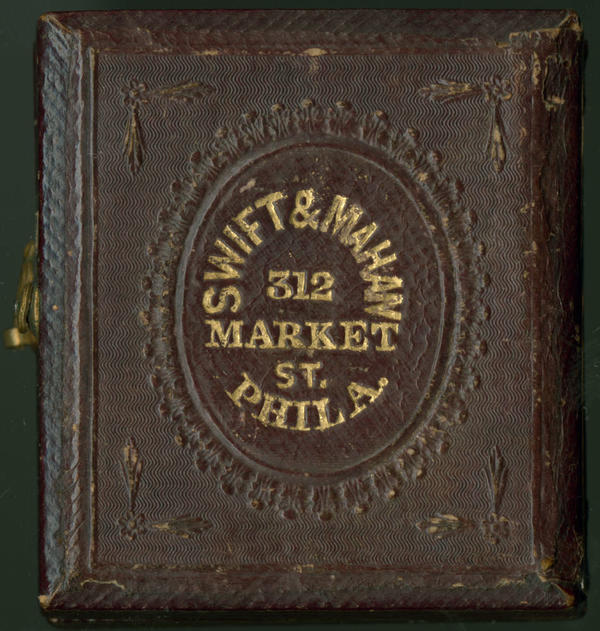 SWIFT & MAHAN
312
MARKET
ST.
PHILA.